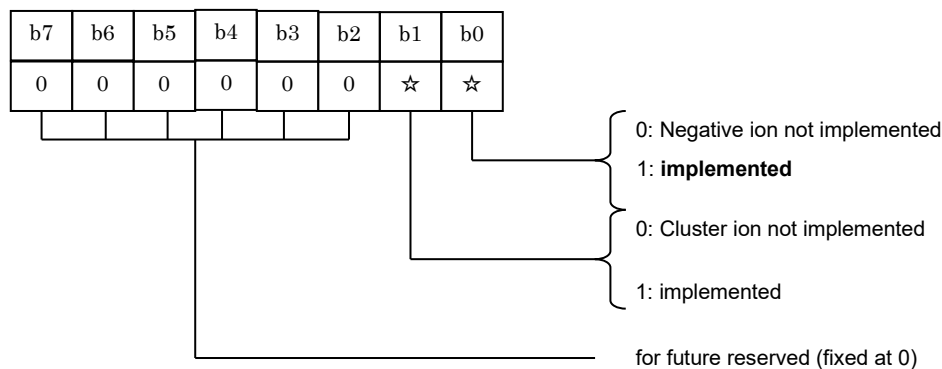 b7 b6 b5 b4 b3 b2 b1 b0
0 0 0 0 0 0 ☆ ☆
0: Negative ion not implemented
1: implemented
0: Cluster ion not implemented
1: implemented
for future reserved (fixed at 0)